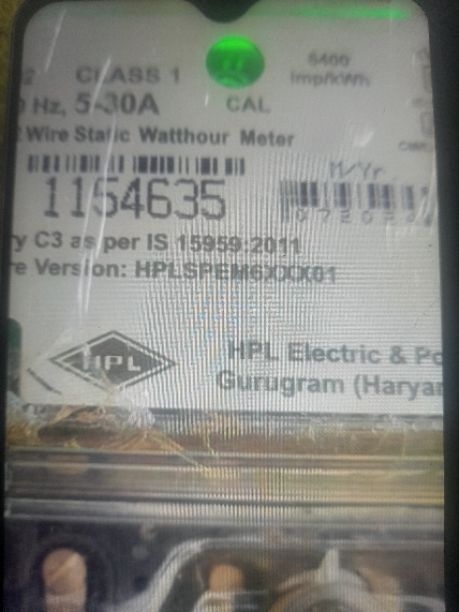 CLASS 1
6400
Imp/kWh
Hz, 5-30A
CAL
Wire Static Watthour Meter
M/Yr.
1154635
y C3 as per IS 15959:2011
e Version: HPLSPEM6XXX01
HPL
HPL Electric & Po
Gurugram (Haryan